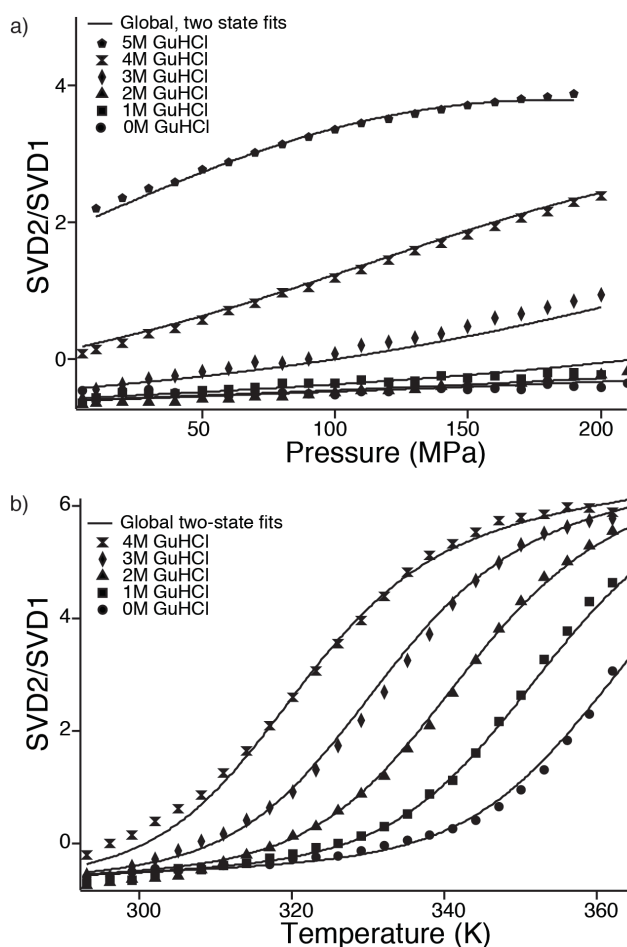 a)
Global, two state fits
5M GuHCl
4M GuHCl
3M GuHCl
2M GuHCl
1M GuHCl
0M GuHCl
4
2
0
SVD2/SVD1
50 100 150 200
Pressure (MPa)
b)
6
Global two-state fits
4M GuHCl
3M GuHCl
2M GuHCl
1M GuHCl
0M GuHCl
4
2
0
SVD2/SVD1
300 320 340 360
Temperature (K)